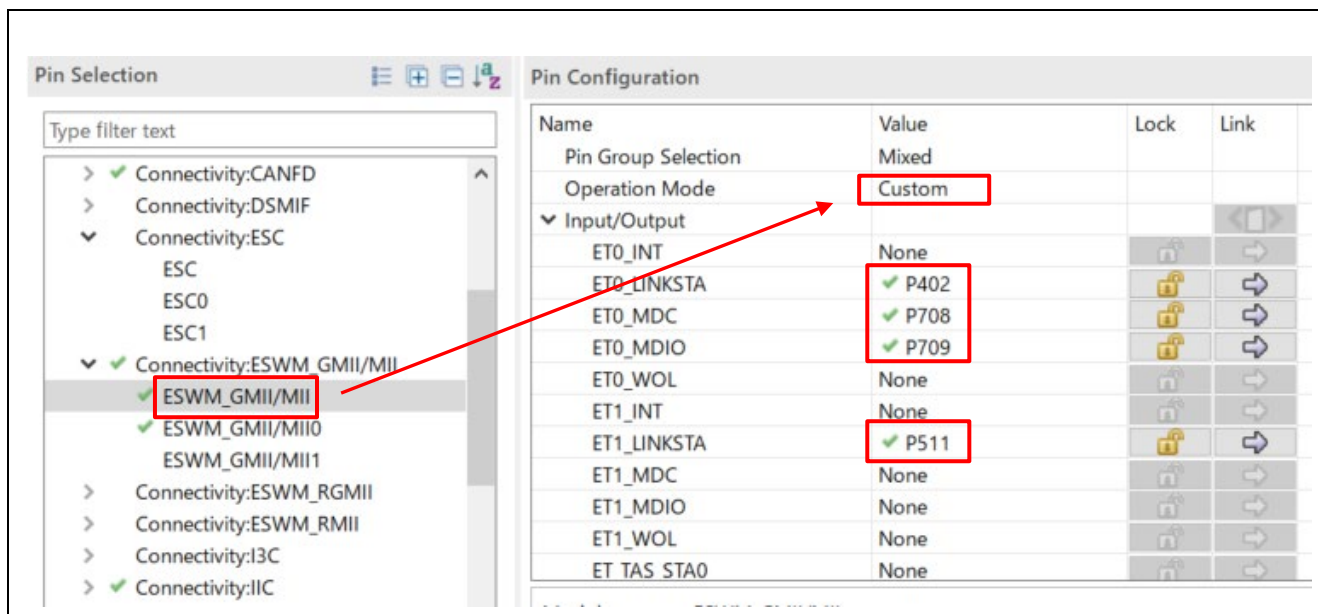 Pin Selection
Type filter text
Connectivity:CANFD
Connectivity:DSMIF
Connectivity:ESC
ESC
ESC0
ESC1
Connectivity:ESWM_GMII/MII
ESWM_GMII/MII
ESWM_GMII/MII0
ESWM_GMII/MII1
Connectivity:ESWM_RGMII
Connectivity:ESWM_RMII
Connectivity:I3C
Connectivity:IIC
Pin Configuration
Name Value Lock Link
Pin Group Selection Mixed
Operation Mode Custom
Input/Output
ET0_INT None
ET0_LINKSTA P402
ET0_MDC P708
ET0_MDIO P709
ET0_WOL None
ET1_INT None
ET1_LINKSTA P511
ET1_MDC None
ET1_MDIO None
ET1_WOL None
ET_TAS_STA0 None